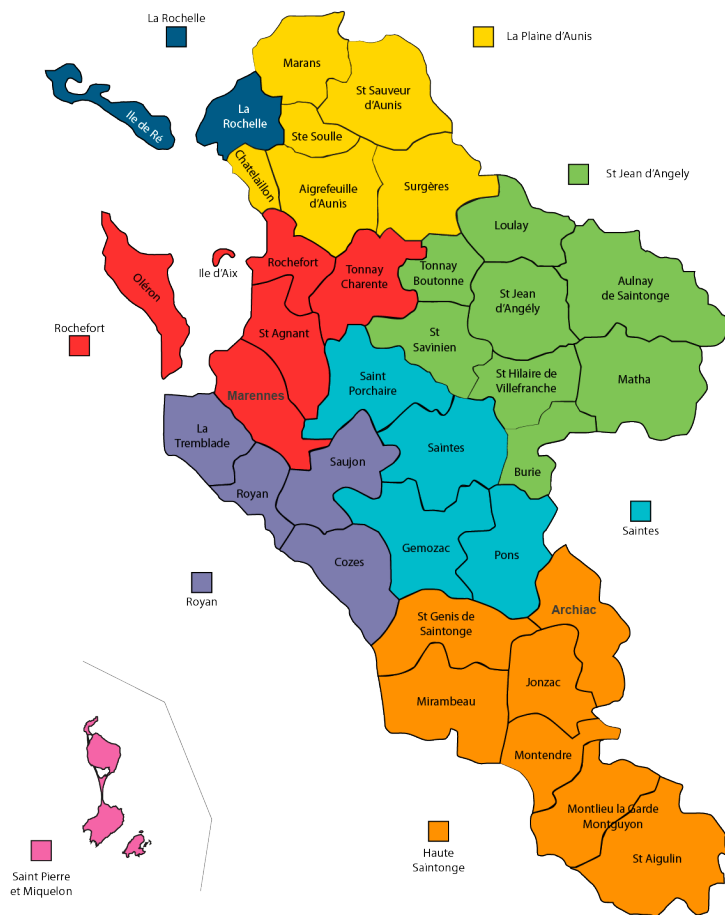 La Rochelle
La Plaine d'Aunis
Marans
St Sauveur
d'Aunis
Ile de Ré
La
Rochelle
Ste Soulle
Chatelaillon
Aigrefeuille
d'Aunis
Surgères
St Jean d'Angely
Loulay
Ile d'Aix
Rochefort
Tonnay
Charente
Tonnay
Boutonne
Aulnay
de Saintonge
Oléron
St Jean
d'Angély
Rochefort
St Agnant
St
Savinien
St Hilaire de
Villefranche
Matha
Marennes
Saint
Porchaire
La
Tremblade
Saintes
Saujon
Burie
Royan
Saintes
Gemozac
Pons
Cozes
Royan
St Genis de
Saintonge
Archiac
Jonzac
Mirambeau
Montendre
Montlieu la Garde
Montguyon
St Aigulin
Haute
Saintonge
Saint Pierre
et Miquelon